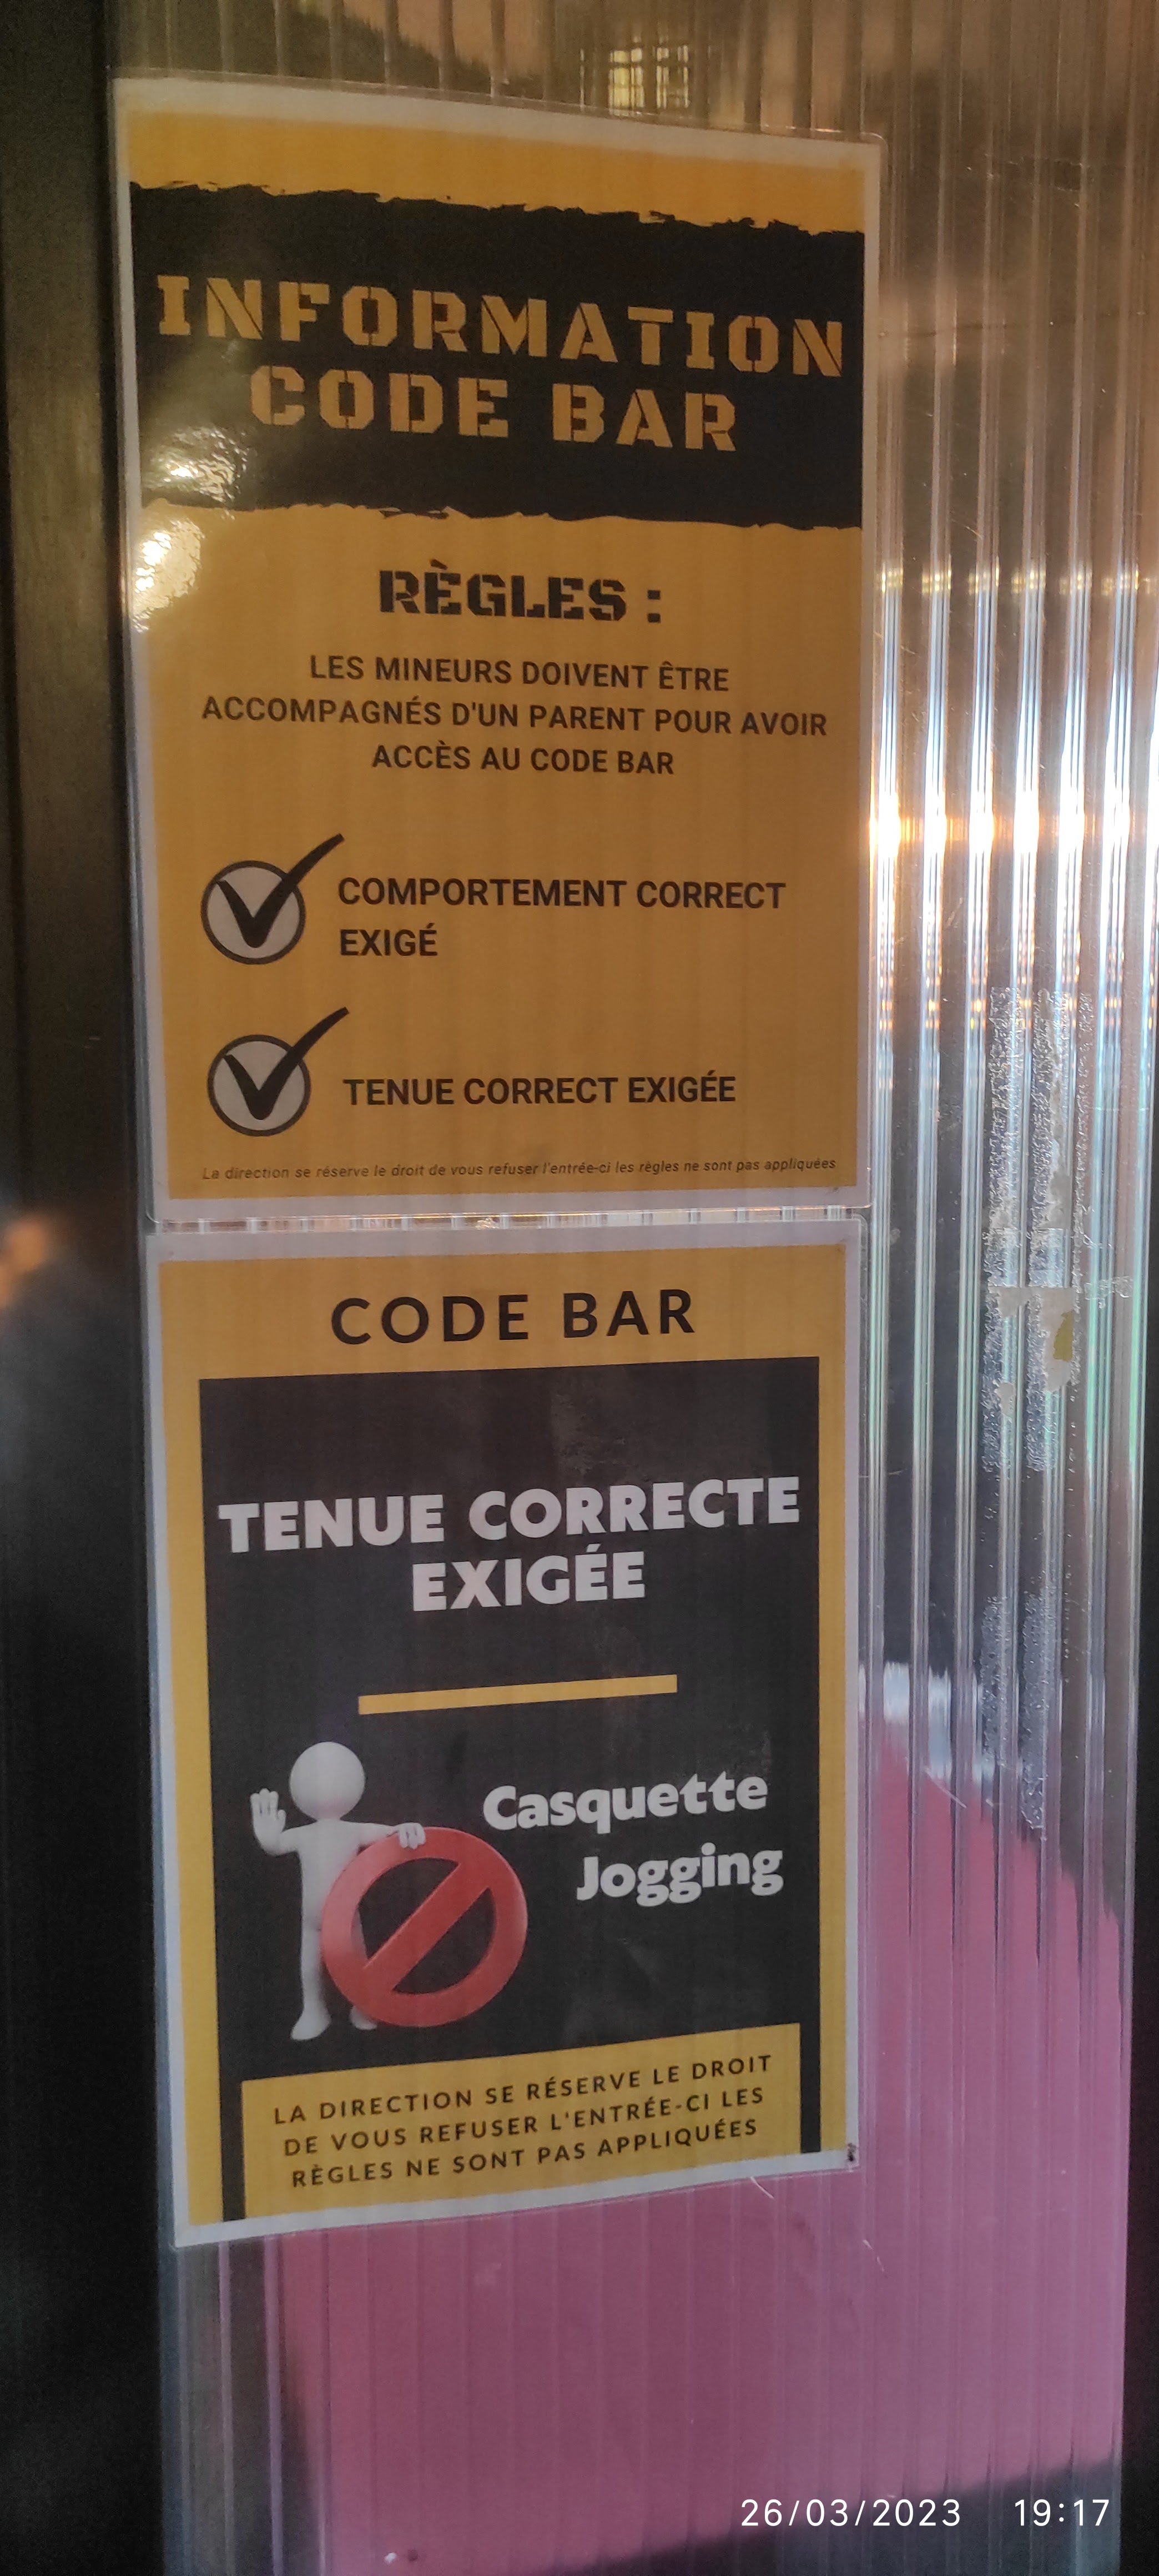 INFORMATION
CODE BAR
RÈGLES :
LES MINEURS DOIVENT ÊTRE
ACCOMPAGNÉS D'UN PARENT POUR AVOIR
ACCÈS AU CODE BAR
COMPORTEMENT CORRECT
EXIGÉ
TENUE CORRECT EXIGÉE
La direction se réserve le droit de vous refuser l'entrée-ci les règles ne sont pas appliquées
CODE BAR
TENUE CORRECTE
EXIGÉE
Casquette
Jogging
LA DIRECTION SE RÉSERVE LE DROIT
DE VOUS REFUSER L'ENTRÉE-CI LES
RÈGLES NE SONT PAS APPLIQUÉES
26/03/2023 19:17